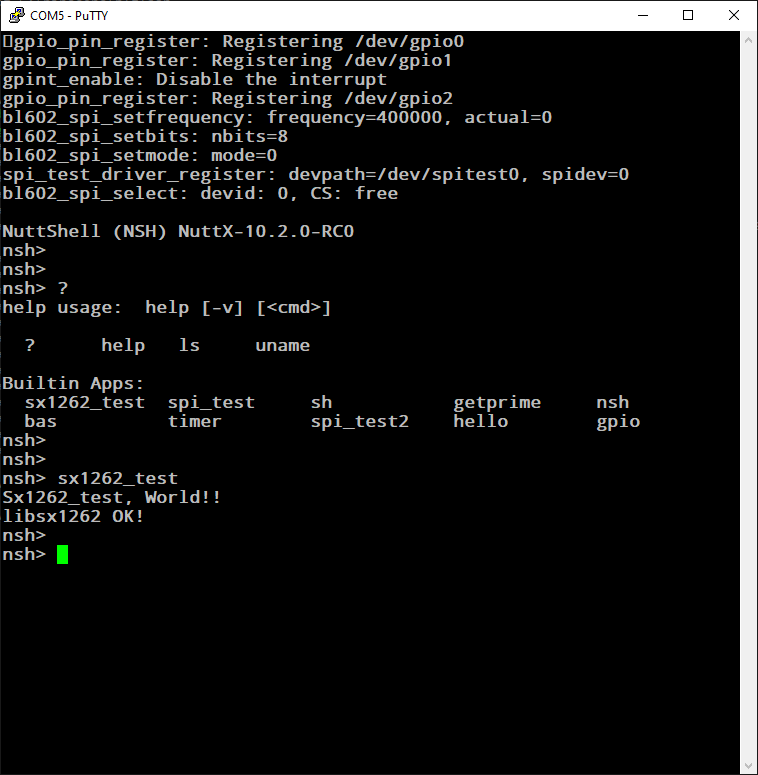 COM5 - PuTTY
gpio_pin_register: Registering /dev/gpio0
gpio_pin_register: Registering /dev/gpio1
gpint_enable: Disable the interrupt
gpio_pin_register: Registering /dev/gpio2
bl602_spi_setfrequency: frequency=400000, actual=0
bl602_spi_setbits: nbits=8
bl602_spi_setmode: mode=0
spi_test_driver_register: devpath=/dev/spitest0, spidev=0
bl602_spi_select: devid: 0, CS: free

NuttShell (NSH) NuttX-10.2.0-RC0
nsh>
nsh>
nsh> ?
help usage:  help [-v] [<cmd>]

  ?      help   ls     uname

Builtin Apps:
  sx1262_test  spi_test     sh           getprime     nsh
  bas          timer        spi_test2    hello        gpio
nsh>
nsh>
nsh> sx1262_test
Sx1262_test, World!!
libsx1262 OK!
nsh>
nsh>